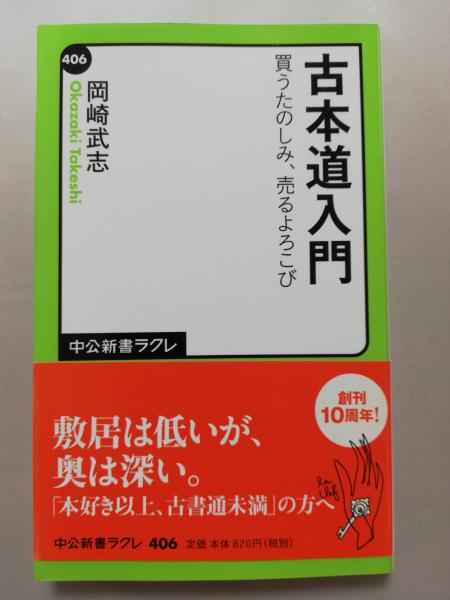 古本道入門
買うたのしみ、売るよろこび
406
岡崎武志
Okazaki Takeshi
中公新書ラクレ
創刊
10周年!
敷居は低いが、
奥は深い。
「本好き以上、古書通未満」の方へ
la
clef
中公新書ラクレ 406 定価 本体820円(税別)